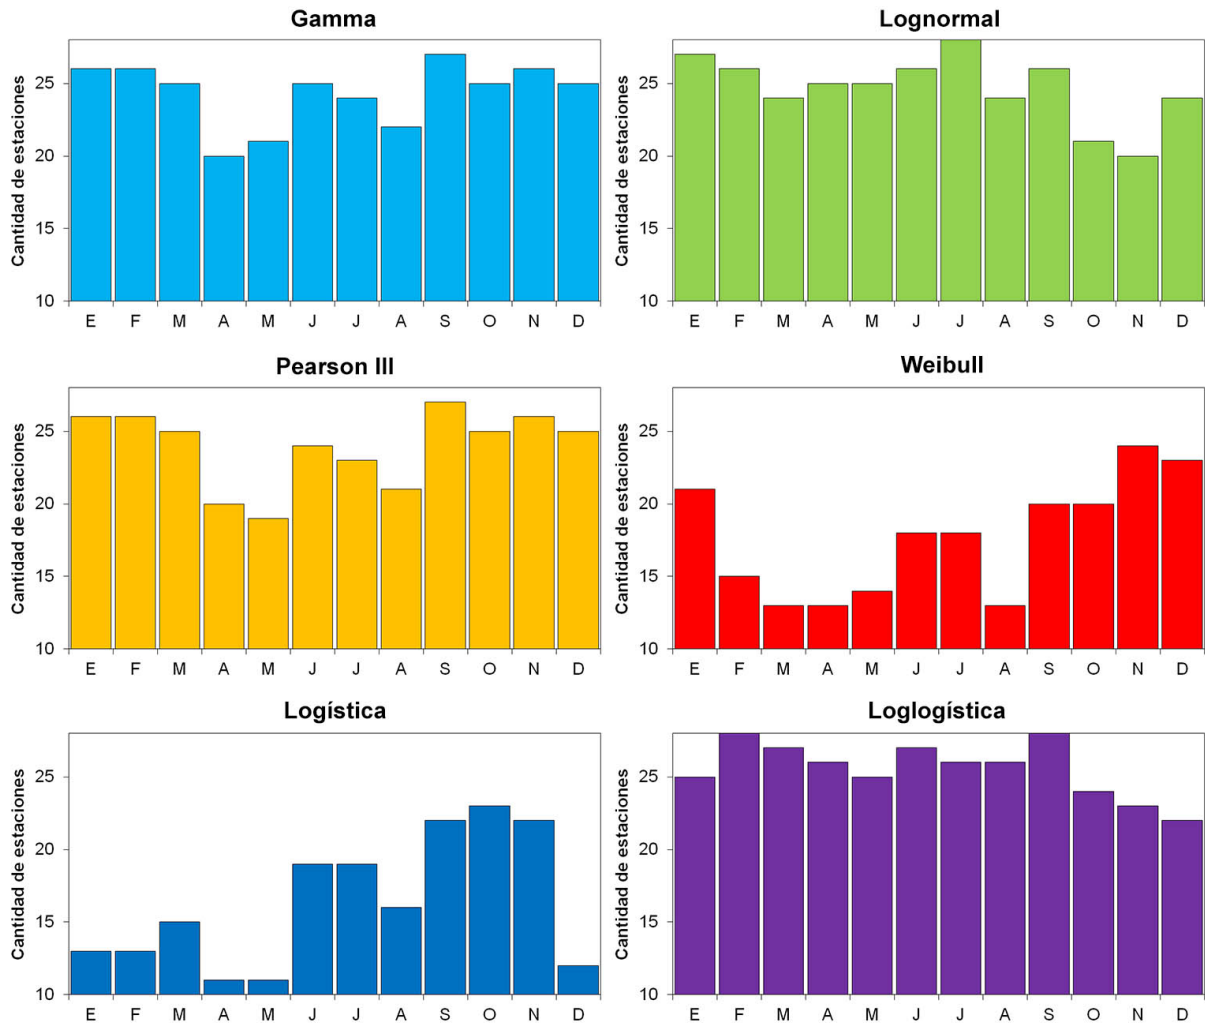 Gamma
Cantidad de estaciones
25
20
15
10
E F M A M J J A S O N D
Lognormal
Cantidad de estaciones
25
20
15
10
E F M A M J J A S O N D
Pearson III
Cantidad de estaciones
25
20
15
10
E F M A M J J A S O N D
Weibull
Cantidad de estaciones
25
20
15
10
E F M A M J J A S O N D
Logística
Cantidad de estaciones
25
20
15
10
E F M A M J J A S O N D
Loglogística
Cantidad de estaciones
25
20
15
10
E F M A M J J A S O N D